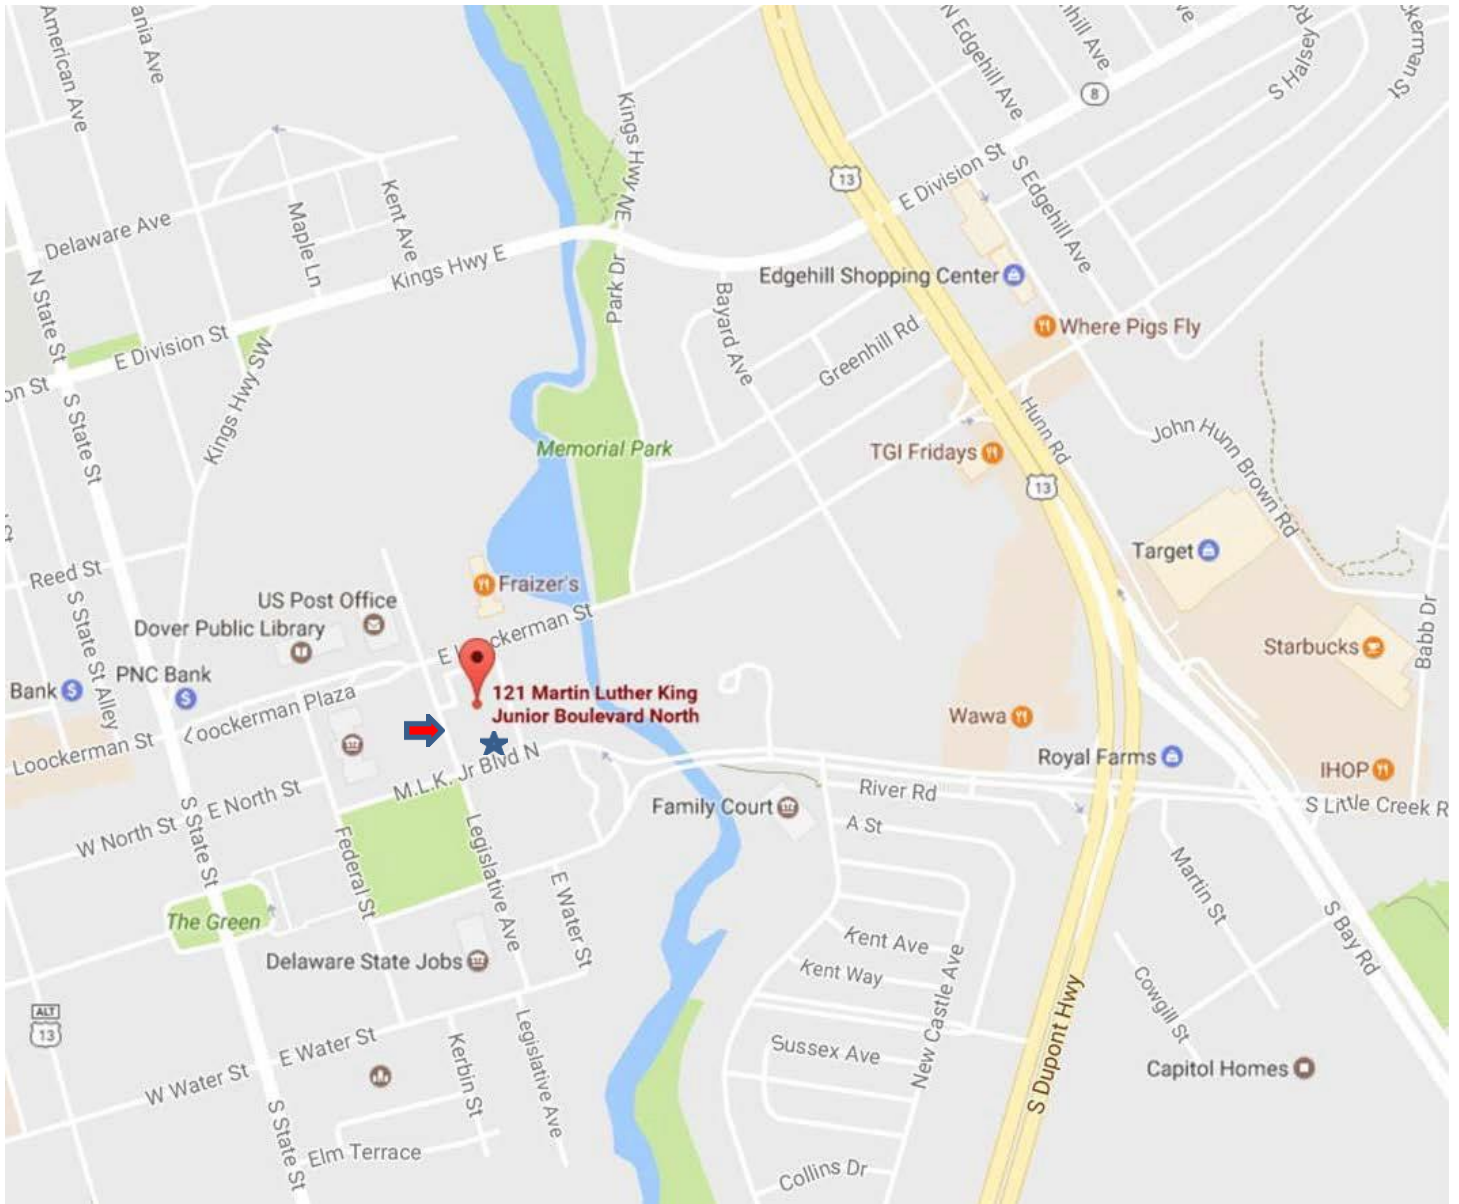 American Ave
ania Ave
N Edgehill Ave
nhill Ave
ve
Rd
S Halsey
ckerman St
8
Kings Hwy NE
13
E Division St
S Edgehill Ave
Kent Ave
Maple Ln
Delaware Ave
Kings Hwy E
Park Dr
Edgehill Shopping Center
N State St
Bayard Ave
Where Pigs Fly
Greenhill Rd
E Division St
on St
Kings Hwy SW
S State St
Hunn Rd
John Hunn Brown Rd
Memorial Park
TGI Fridays
13
Target
Reed St
Fraizer's
US Post Office
Dover Public Library
S State St Alley
E Loockerman St
Babb Dr
Starbucks
PNC Bank
Bank
121 Martin Luther King
Junior Boulevard North
Loockerman Plaza
Wawa
Loockerman St
Royal Farms
IHOP
M.L.K. Jr Blvd N
River Rd
E North St
Family Court
S Little Creek R
A St
W North St
S State St
Federal St
Legislative Ave
E Water St
Martin St
The Green
S Bay Rd
Kent Ave
Delaware State Jobs
Kent Way
New Castle Ave
Cowgill St
ALT
13
E Water St
Sussex Ave
Kerbin St
Legislative Ave
S Dupont Hwy
Capitol Homes
W Water St
S State St
Elm Terrace
Collins Dr